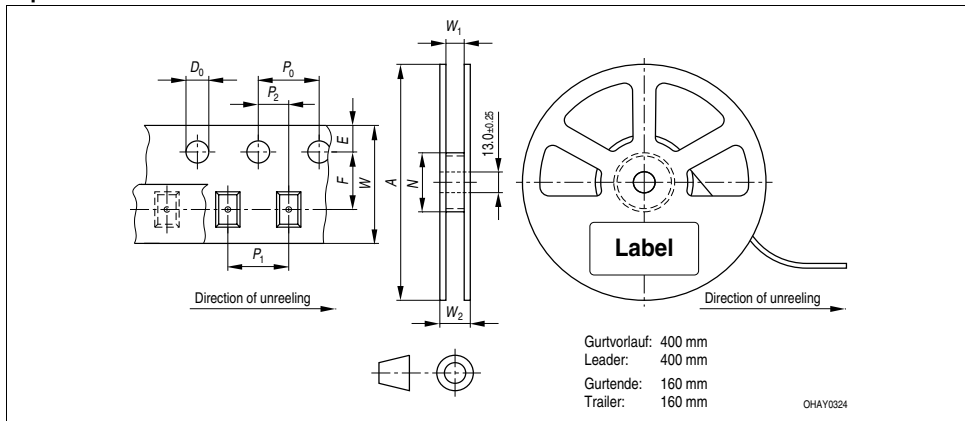 W₁
D₀
P₀
P₂
E
F
W
A
N
13.0±0.25
Label
P₁
Direction of unreeling
W₂
Direction of unreeling
Gurtvorlauf: 400 mm
Leader: 400 mm
Gurtende: 160 mm
Trailer: 160 mm
OHAY0324